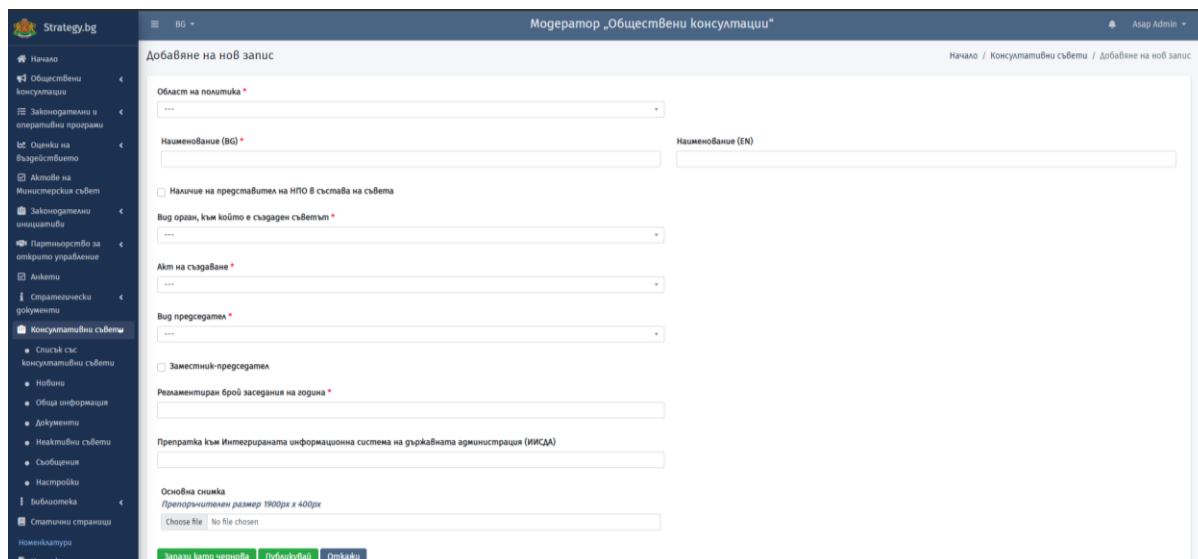 Strategy.bg
BG
Модератор „Обществени консултации“
Asap Admin
Начало
Обществени
консултации
Законодателни и
оперативни програми
Оценки на
въздействието
Актове на
Министерския съвет
Законодателни
инициативи
Партньорство за
открито управление
Анкети
Стратегически
документи
Консултативни съвети
Списък със
консултативни съвети
Новини
Обща информация
Документи
Неактивни съвети
Съобщения
Настройки
Библиотека
Статични страници
Номенклатури
Добавяне на нов запис
Начало / Консултативни съвети / Добавяне на нов запис
Област на политика *
---
Наименование (BG) *
Наименование (EN)
Наличие на представител на НПО в състава на съвета
Вид орган, към който е създаден съветът *
---
Акт на създаване *
---
Вид председател *
---
Заместник-председател
Регламентиран брой заседания на година *
Препратка към Интегрираната информационна система на държавната администрация (ИИСДА)
Основна снимка
Препоръчителен размер 1900px x 400px
Choose file No file chosen
Запази като чернова
Публикувай
Откажи